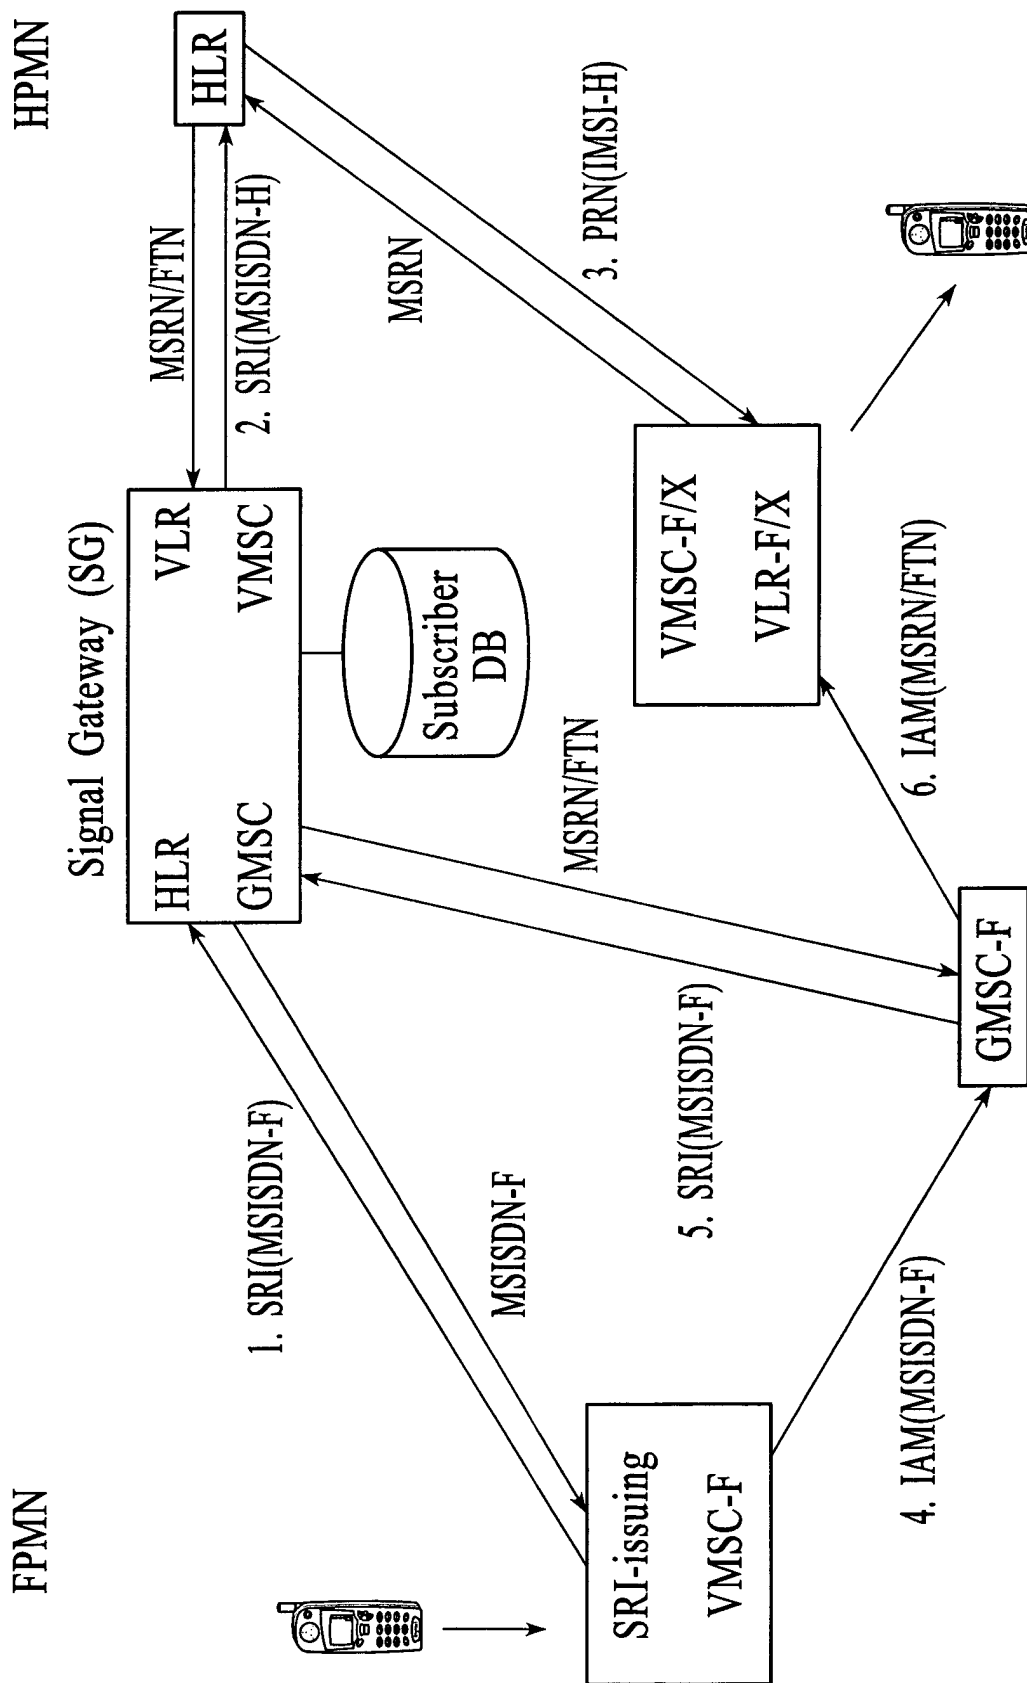 FPMN
HPMN
Signal Gateway (SG)
HLR
VLR
GMSC
VMSC
HLR
MSRN/FTN
2. SRI(MSISDN-H)
Subscriber
DB
1. SRI(MSISDN-F)
MSISDN-F
MSRN/FTN
5. SRI(MSISDN-F)
MSRN
3. PRN(IMSI-H)
SRI-issuing
VMSC-F
VMSC-F/X
VLR-F/X
4. IAM(MSISDN-F)
GMSC-F
6. IAM(MSRN/FTN)